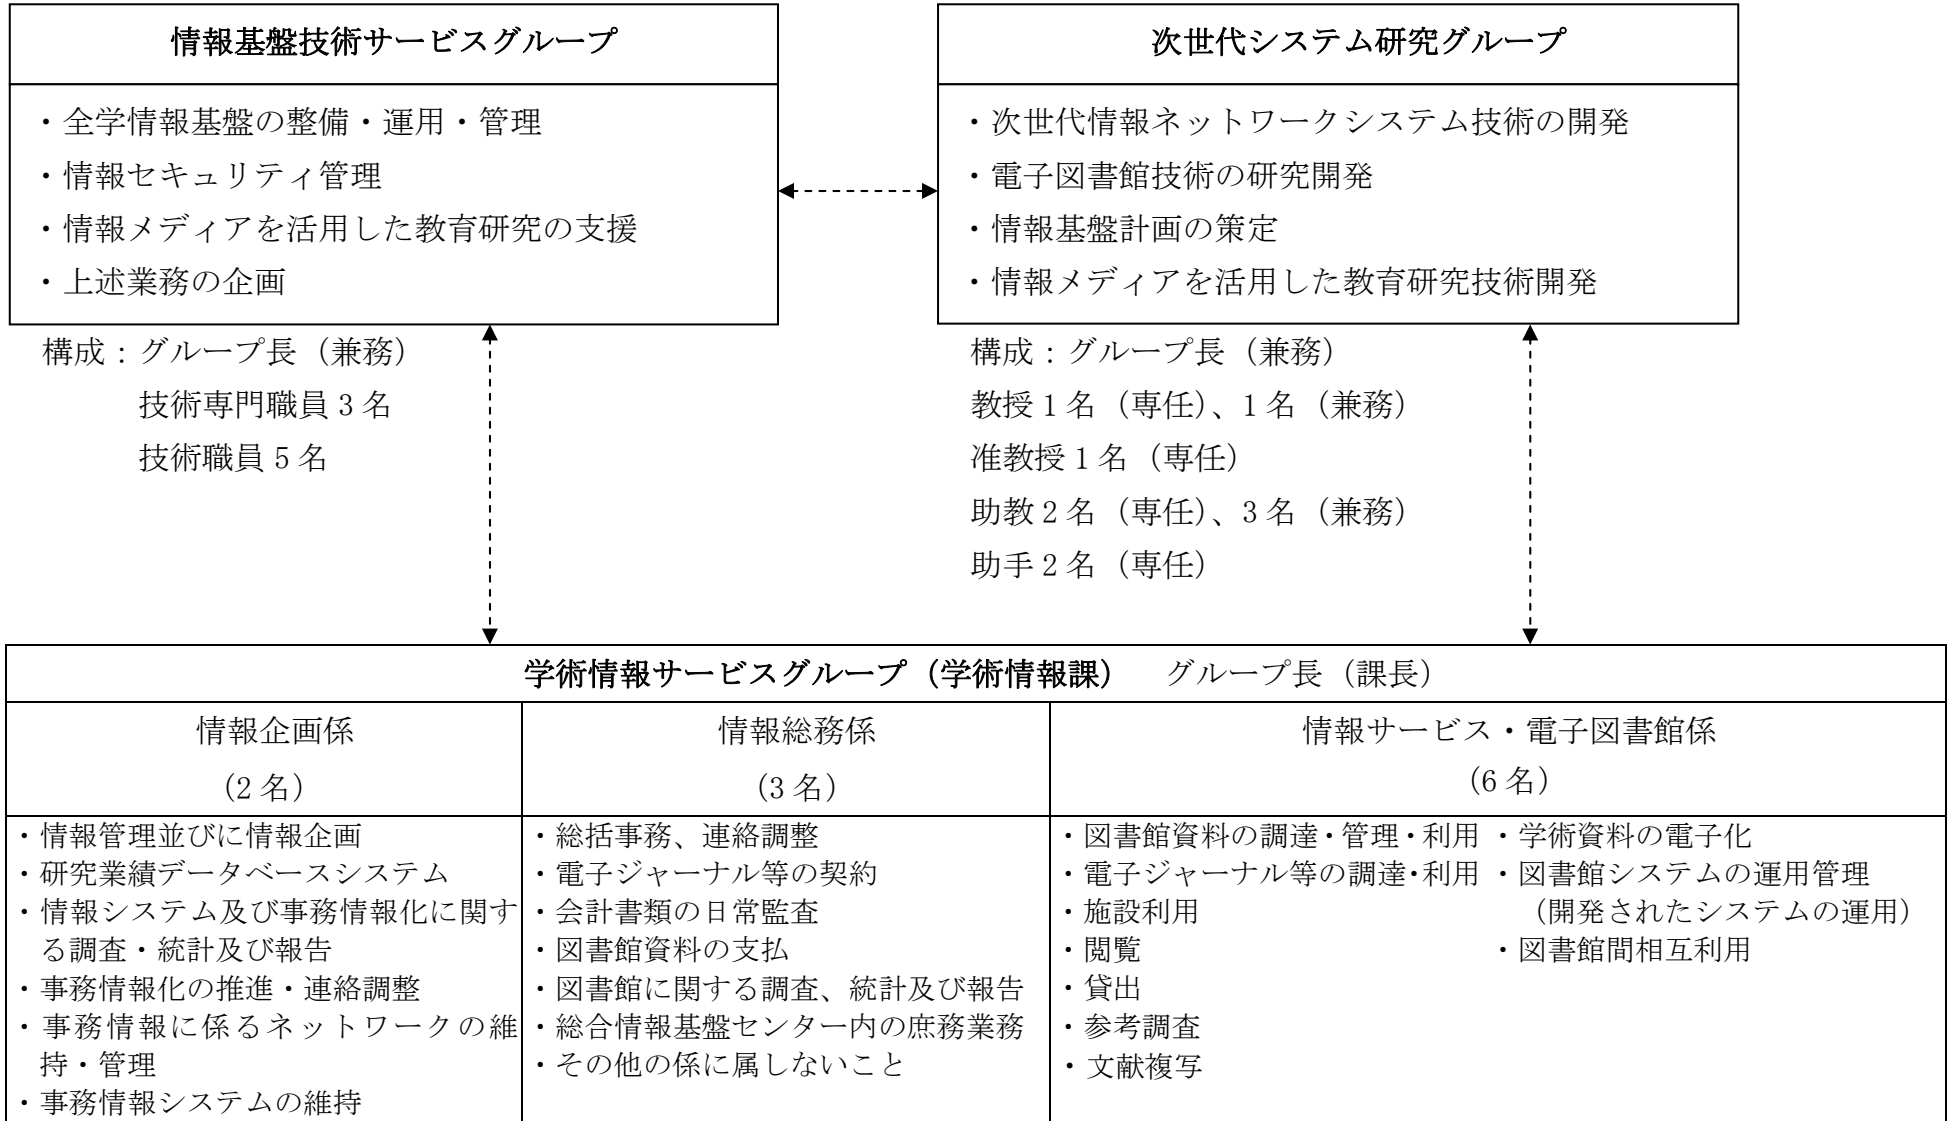 情報基盤技術サービスグループ
・全学情報基盤の整備・運用・管理
・情報セキュリティ管理
・情報メディアを活用した教育研究の支援
・上述業務の企画
構成：グループ長（兼務）
技術専門職員 3 名
技術職員 5 名
次世代システム研究グループ
・次世代情報ネットワークシステム技術の開発
・電子図書館技術の研究開発
・情報基盤計画の策定
・情報メディアを活用した教育研究技術開発
構成：グループ長（兼務）
教授 1 名（専任）、1 名（兼務）
准教授 1 名（専任）
助教 2 名（専任）、3 名（兼務）
助手 2 名（専任）
学術情報サービスグループ（学術情報課）　グループ長（課長）
情報企画係
（2 名）
・情報管理並びに情報企画
・研究業績データベースシステム
・情報システム及び事務情報化に関す
る調査・統計及び報告
・事務情報化の推進・連絡調整
・事務情報に係るネットワークの維
持・管理
・事務情報システムの維持
情報総務係
（3 名）
・総括事務、連絡調整
・電子ジャーナル等の契約
・会計書類の日常監査
・図書館資料の支払
・図書館に関する調査、統計及び報告
・総合情報基盤センター内の庶務業務
・その他の係に属しないこと
情報サービス・電子図書館係
（6 名）
・図書館資料の調達・管理・利用
・電子ジャーナル等の調達・利用
・施設利用
・閲覧
・貸出
・参考調査
・文献複写
・学術資料の電子化
・図書館システムの運用管理
（開発されたシステムの運用）
・図書館間相互利用